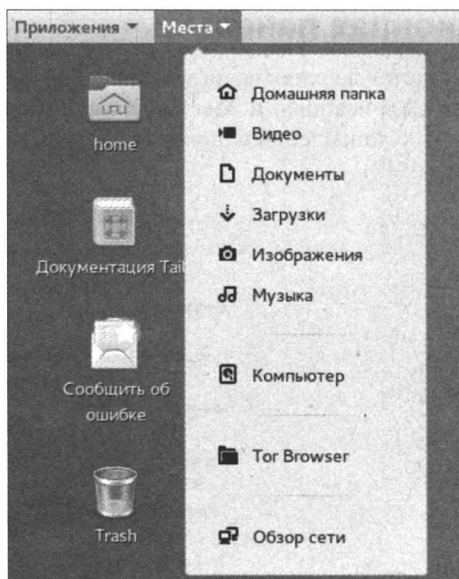 Приложения Места
home
Документация Tail
Сообщить об
ошибке
Trash
Домашняя папка
Видео
Документы
Загрузки
Изображения
Музыка
Компьютер
Tor Browser
Обзор сети